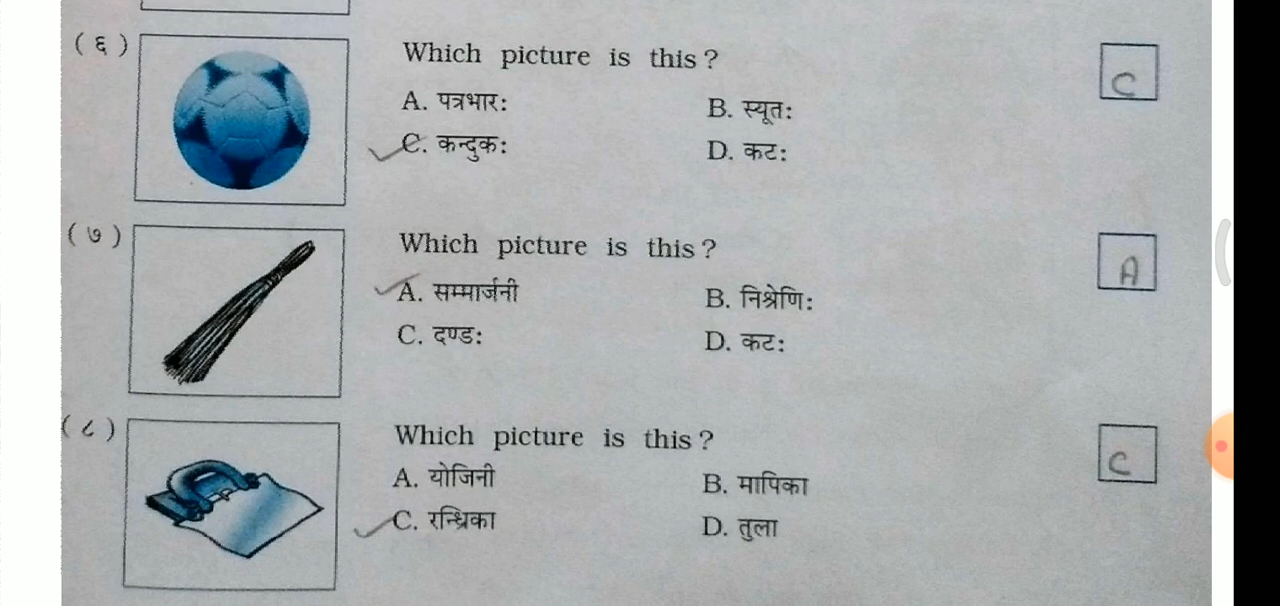 (६) Which picture is this? C
A. पत्रभारः B. स्यूतः
C. कन्दुकः D. कटः
(७) Which picture is this? A
A. सम्मार्जनी B. निश्रेणिः
C. दण्डः D. कटः
(८) Which picture is this? C
A. योजिनी B. मापिका
C. रन्ध्रिका D. तुला